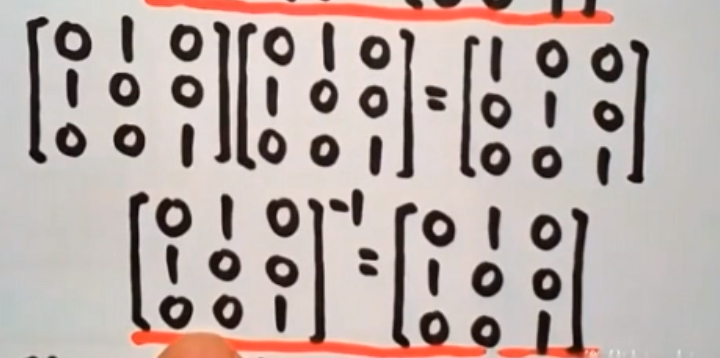 [0 1 0][0 1 0] = [1 0 0]
[1 0 0][1 0 0]   [0 1 0]
[0 0 1][0 0 1]   [0 0 1]
[0 1 0]⁻¹ = [0 1 0]
[1 0 0]     [1 0 0]
[0 0 1]     [0 0 1]